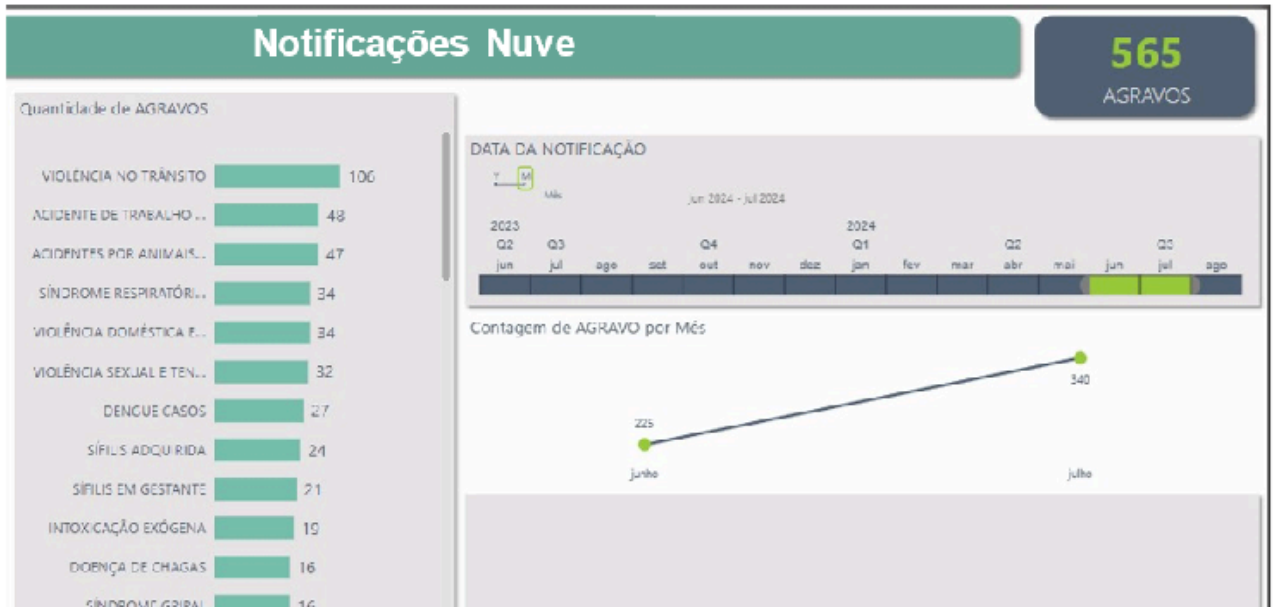 Notificações Nuve
565
AGRAVOS
Quantidade de AGRAVOS
VIOLÊNCIA NO TRÂNSITO 106
ACIDENTE DE TRABALHO ... 48
ACIDENTES POR ANIMAIS... 47
SÍNDROME RESPIRATÓRI... 34
VIOLÊNCIA DOMÉSTICA E... 34
VIOLÊNCIA SEXUAL E TEN... 32
DENGUE CASOS 27
SÍFILIS ADQUIRIDA 24
SÍFILIS EM GESTANTE 21
INTOXICAÇÃO EXÓGENA 19
DOENÇA DE CHAGAS 16
SÍNDROME GRIPAL 16
DATA DA NOTIFICAÇÃO
Y M
Mês
jun 2024 - jul 2024
2023 2024
Q2 Q3 Q4 Q1 Q2 Q3
jun jul ago set out nov dez jan fev mar abr mai jun jul ago
Contagem de AGRAVO por Mês
225
340
junho julho